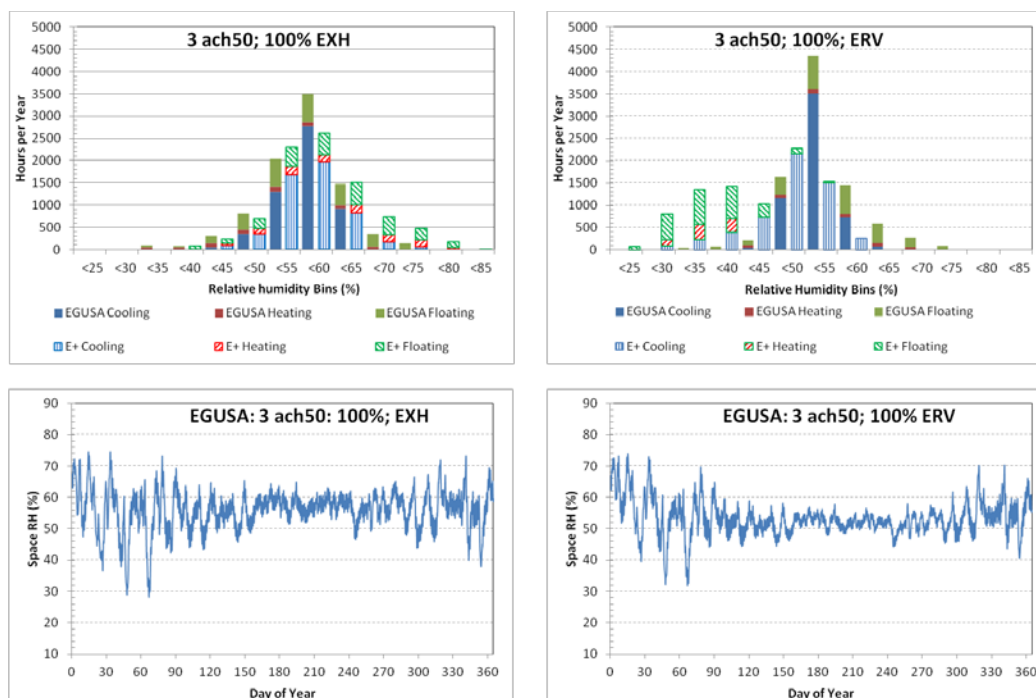 3 ach50; 100% EXH
5000
4500
4000
3500
3000
2500
2000
1500
1000
500
0
Hours per Year
<25 <30 <35 <40 <45 <50 <55 <60 <65 <70 <75 <80 <85
Relative humidity Bins (%)
EGUSA Cooling EGUSA Heating EGUSA Floating
E+ Cooling E+ Heating E+ Floating
3 ach50; 100%; ERV
5000
4500
4000
3500
3000
2500
2000
1500
1000
500
0
Hours per Year
<25 <30 <35 <40 <45 <50 <55 <60 <65 <70 <75 <80 <85
Relative Humidity Bins (%)
EGUSA Cooling EGUSA Heating EGUSA Floating
E+ Cooling E+ Heating E+ Floating
EGUSA: 3 ach50: 100%; EXH
90
80
70
60
50
40
30
20
10
Space RH (%)
0 30 60 90 120 150 180 210 240 270 300 330 360
Day of Year
EGUSA: 3 ach50; 100% ERV
90
80
70
60
50
40
30
20
10
Space RH (%)
0 30 60 90 120 150 180 210 240 270 300 330 360
Day of Year